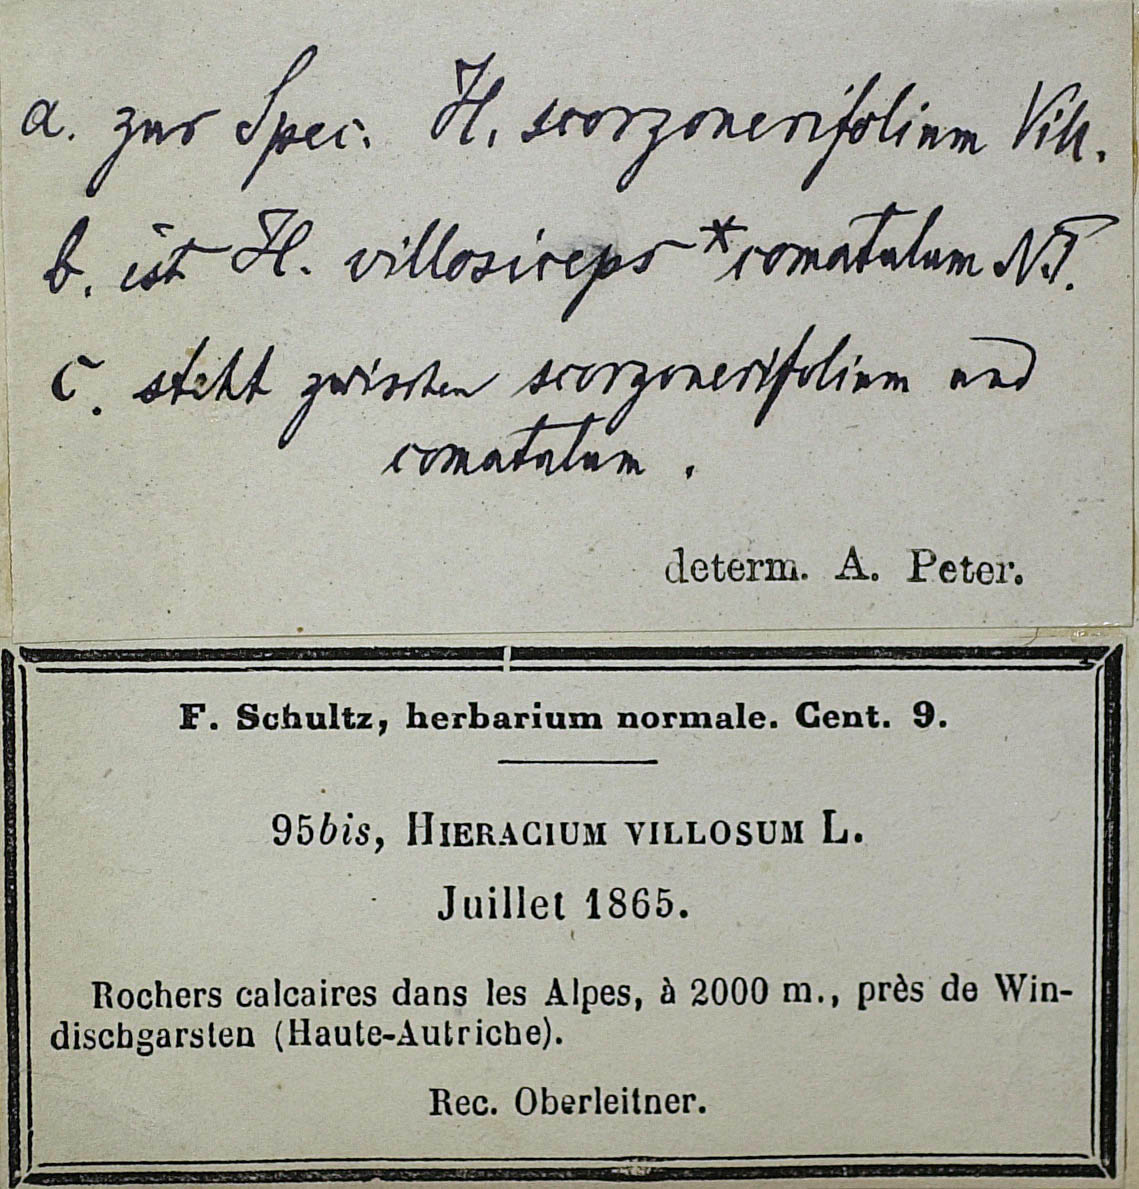 a. zur Spec. H. scorzonerifolium Vill.
b. ist H. villosiceps *comatulum NP.
c. steht zwischen scorzonerifolium und
comatulum.
determ. A. Peter.
F. Schultz, herbarium normale. Cent. 9.
95bis, HIERACIUM VILLOSUM L.
Juillet 1865.
Rochers calcaires dans les Alpes, à 2000 m., près de Win-
dischgarsten (Haute-Autriche).
Rec. Oberleitner.